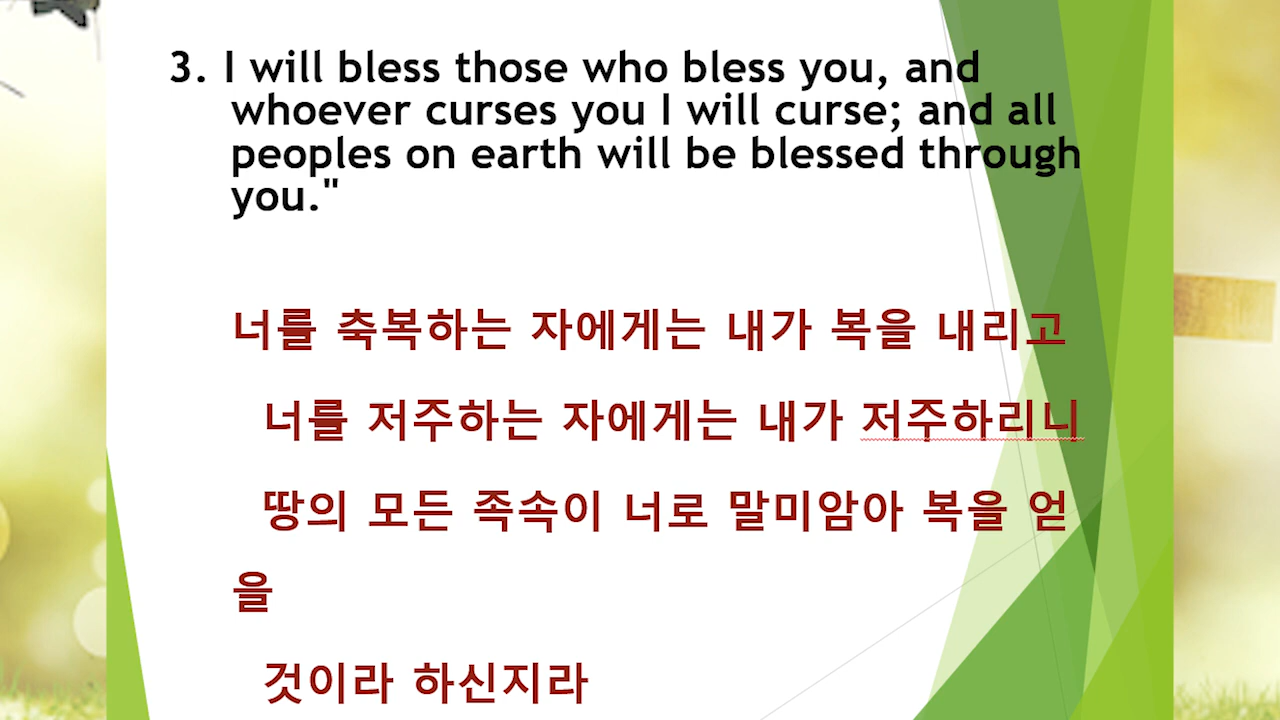 3. I will bless those who bless you, and
whoever curses you I will curse; and all
peoples on earth will be blessed through
you."
너를 축복하는 자에게는 내가 복을 내리고
너를 저주하는 자에게는 내가 저주하리니
땅의 모든 족속이 너로 말미암아 복을 얻
을
것이라 하신지라